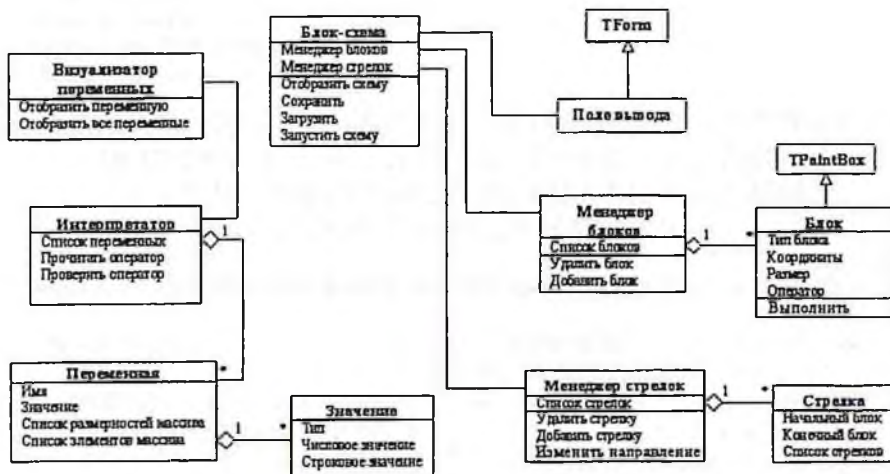 Визуализатор
переменных
Отобразить переменную
Отобразить все переменные
Блок-схема
Менеджер блоков
Менеджер стрелок
Отобразить схему
Сохранить
Загрузить
Запустить схему
TForm
Поле вывода
TPaintBox
Интерпретатор
Список переменных
Прочитать оператор
Проверить оператор
1
Менеджер
блоков
Список блоков
Удалить блок
Добавить блок
1
*
Блок
Тип блока
Координаты
Размер
Оператор
Выполнить
Переменная
*
Имя
Значение
Список размерностей массива
Список элементов массива
1
*
Значение
Тип
Числовое значение
Строковое значение
Менеджер стрелок
Список стрелок
Удалить стрелку
Добавить стрелку
Изменить направление
1
*
Стрелка
Начальный блок
Конечный блок
Список отрезков